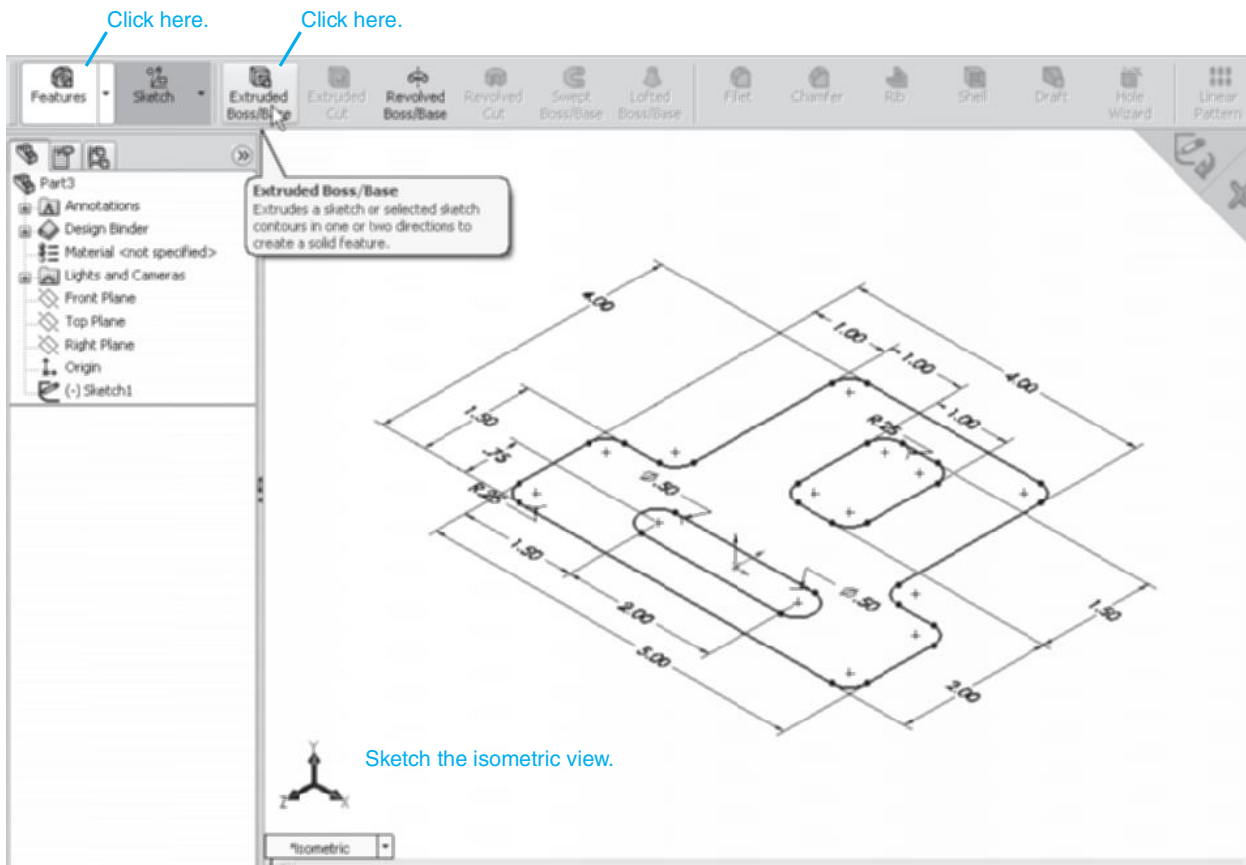 Click here.
Click here.
Features
Sketch
Extruded
Boss/Base
Extruded
Cut
Revolved
Boss/Base
Revolved
Cut
Swept
Boss/Base
Lofted
Boss/Base
Fillet
Chamfer
Rib
Shell
Draft
Hole
Wizard
Linear
Pattern
Part3
Annotations
Design Binder
Material <not specified>
Lights and Cameras
Front Plane
Top Plane
Right Plane
Origin
(-) Sketch1
Extruded Boss/Base
Extrudes a sketch or selected sketch
contours in one or two directions to
create a solid feature.
4.00
1.00
1.00
4.00
1.00
R.25
1.50
.75
R.25
Ø.50
1.50
2.00
5.00
Ø.50
1.50
2.00
Y
Z
X
Sketch the isometric view.
*Isometric